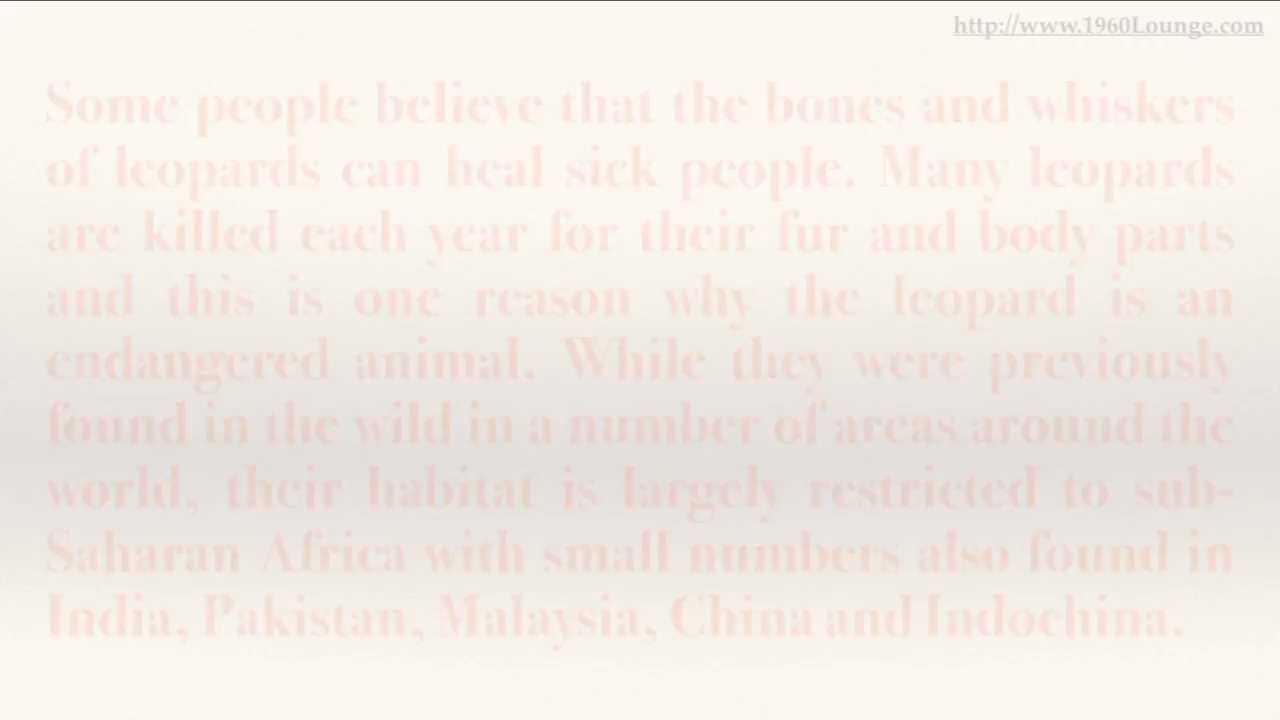 http://www.1960Lounge.com
Some people believe that the bones and whiskers
of leopards can heal sick people. Many leopards
are killed each year for their fur and body parts
and this is one reason why the leopard is an
endangered animal. While they were previously
found in the wild in a number of areas around the
world, their habitat is largely restricted to sub-
Saharan Africa with small numbers also found in
India, Pakistan, Malaysia, China and Indochina.